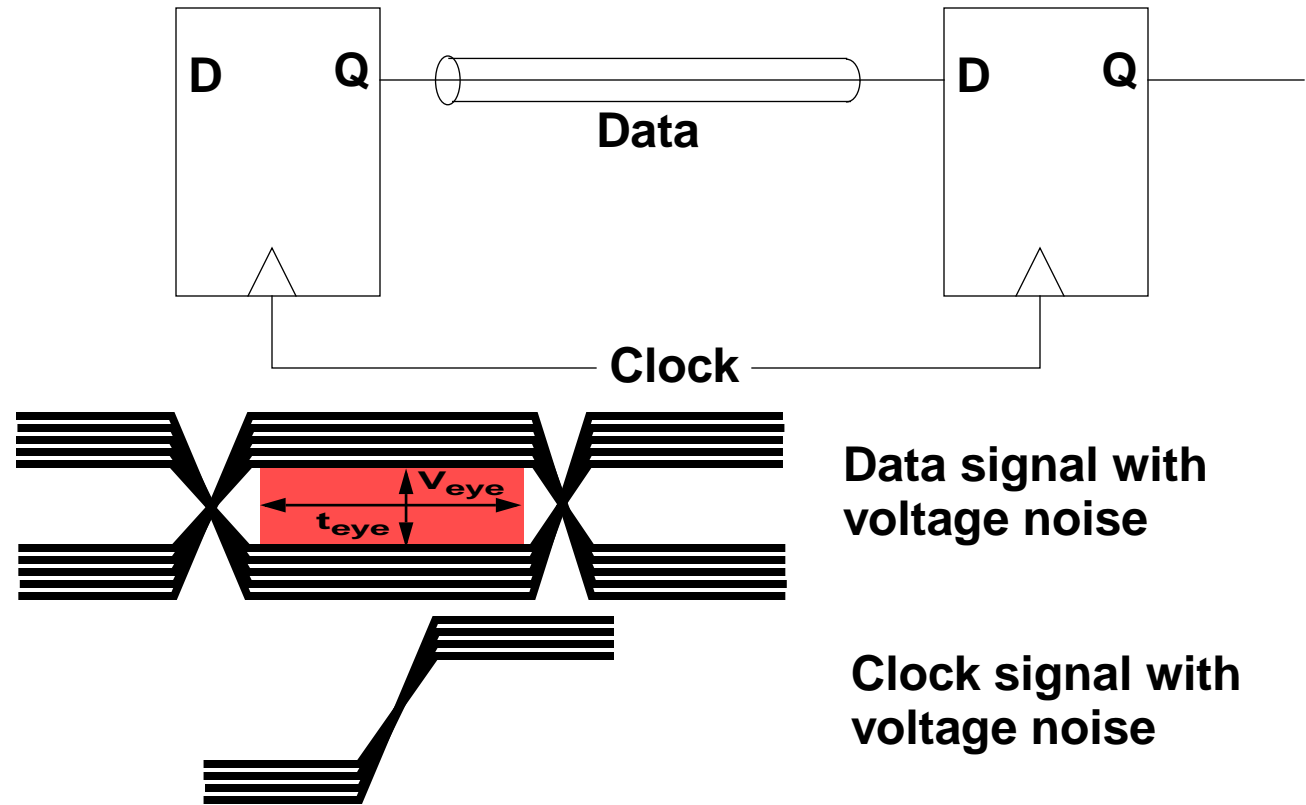 D Q D Q
Data
Clock
Veye
teye
Data signal with
voltage noise
Clock signal with
voltage noise